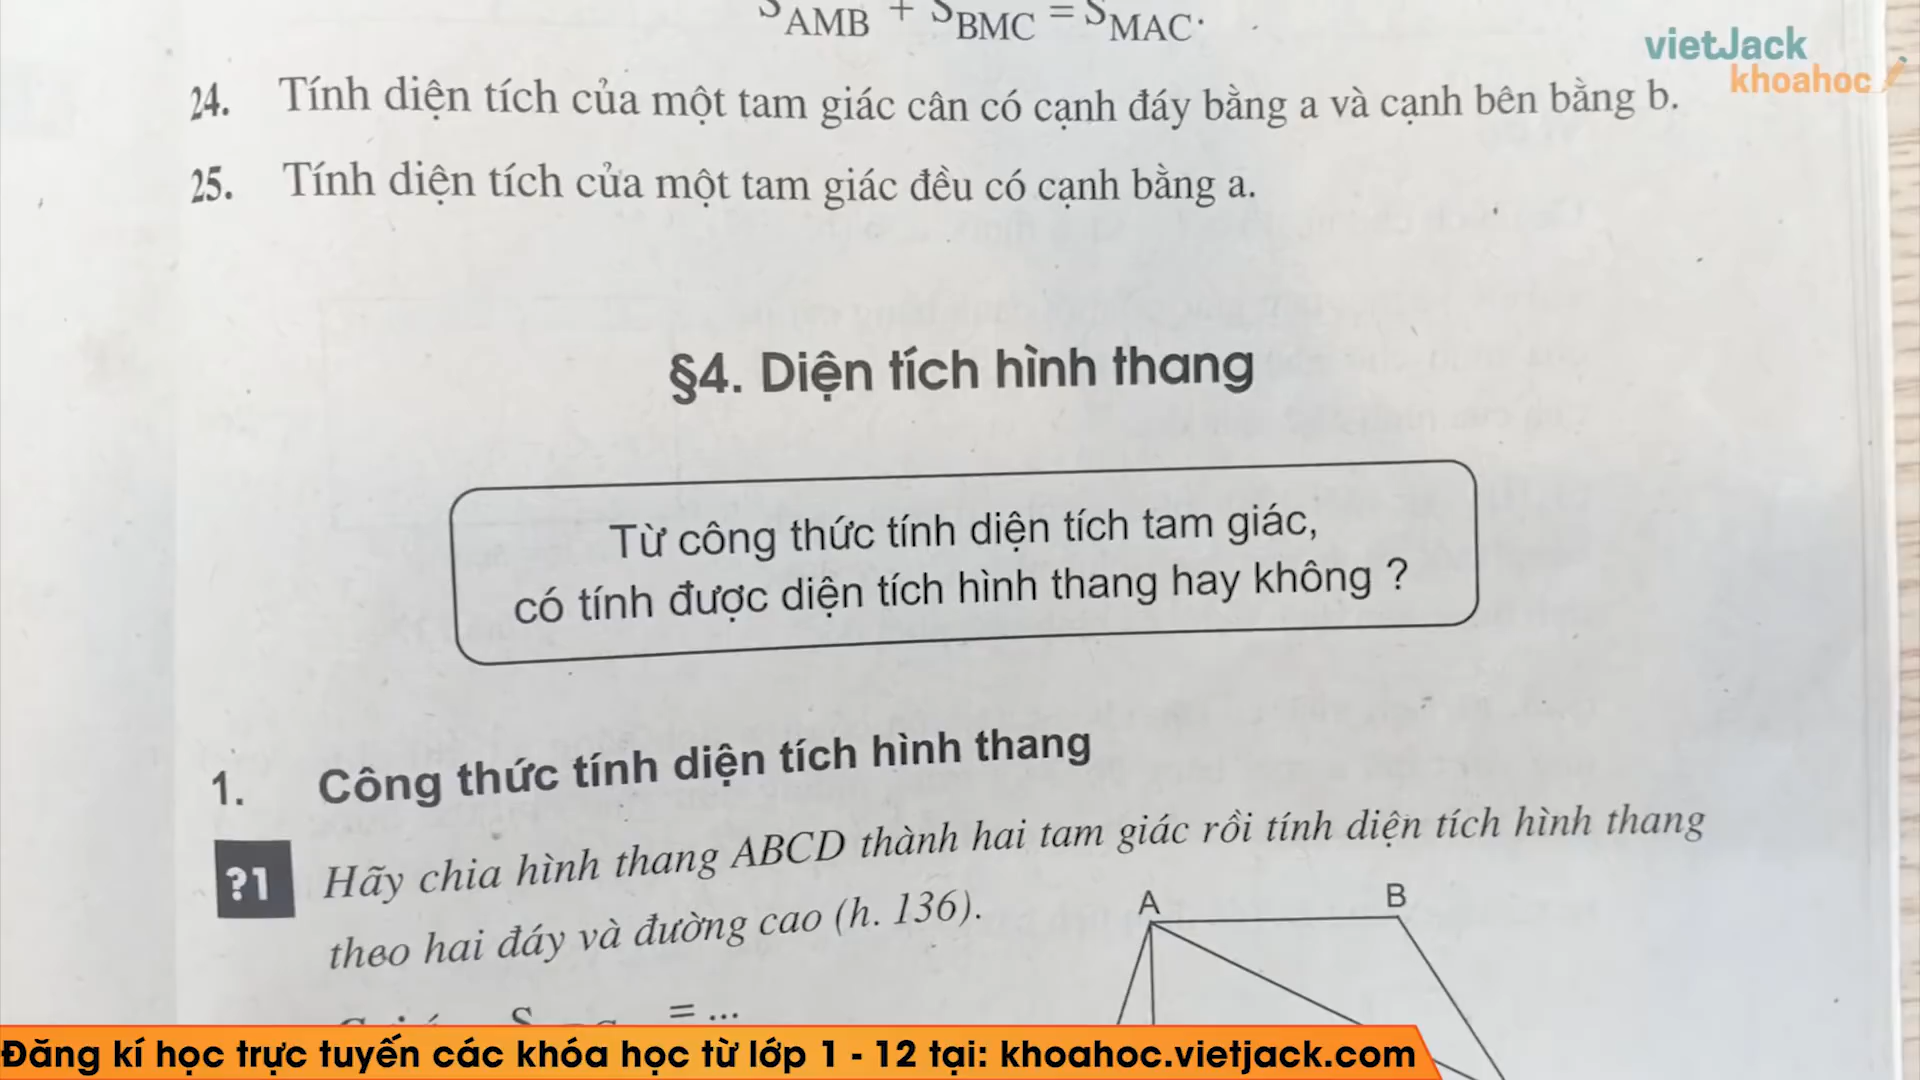 S_AMB + S_BMC = S_MAC.
vietJack
khoahoc
24. Tính diện tích của một tam giác cân có cạnh đáy bằng a và cạnh bên bằng b.
25. Tính diện tích của một tam giác đều có cạnh bằng a.
§4. Diện tích hình thang
Từ công thức tính diện tích tam giác,
có tính được diện tích hình thang hay không ?
1. Công thức tính diện tích hình thang
?1 Hãy chia hình thang ABCD thành hai tam giác rồi tính diện tích hình thang
theo hai đáy và đường cao (h. 136).
A B
= ...
Đăng kí học trực tuyến các khóa học từ lớp 1 - 12 tại: khoahoc.vietjack.com